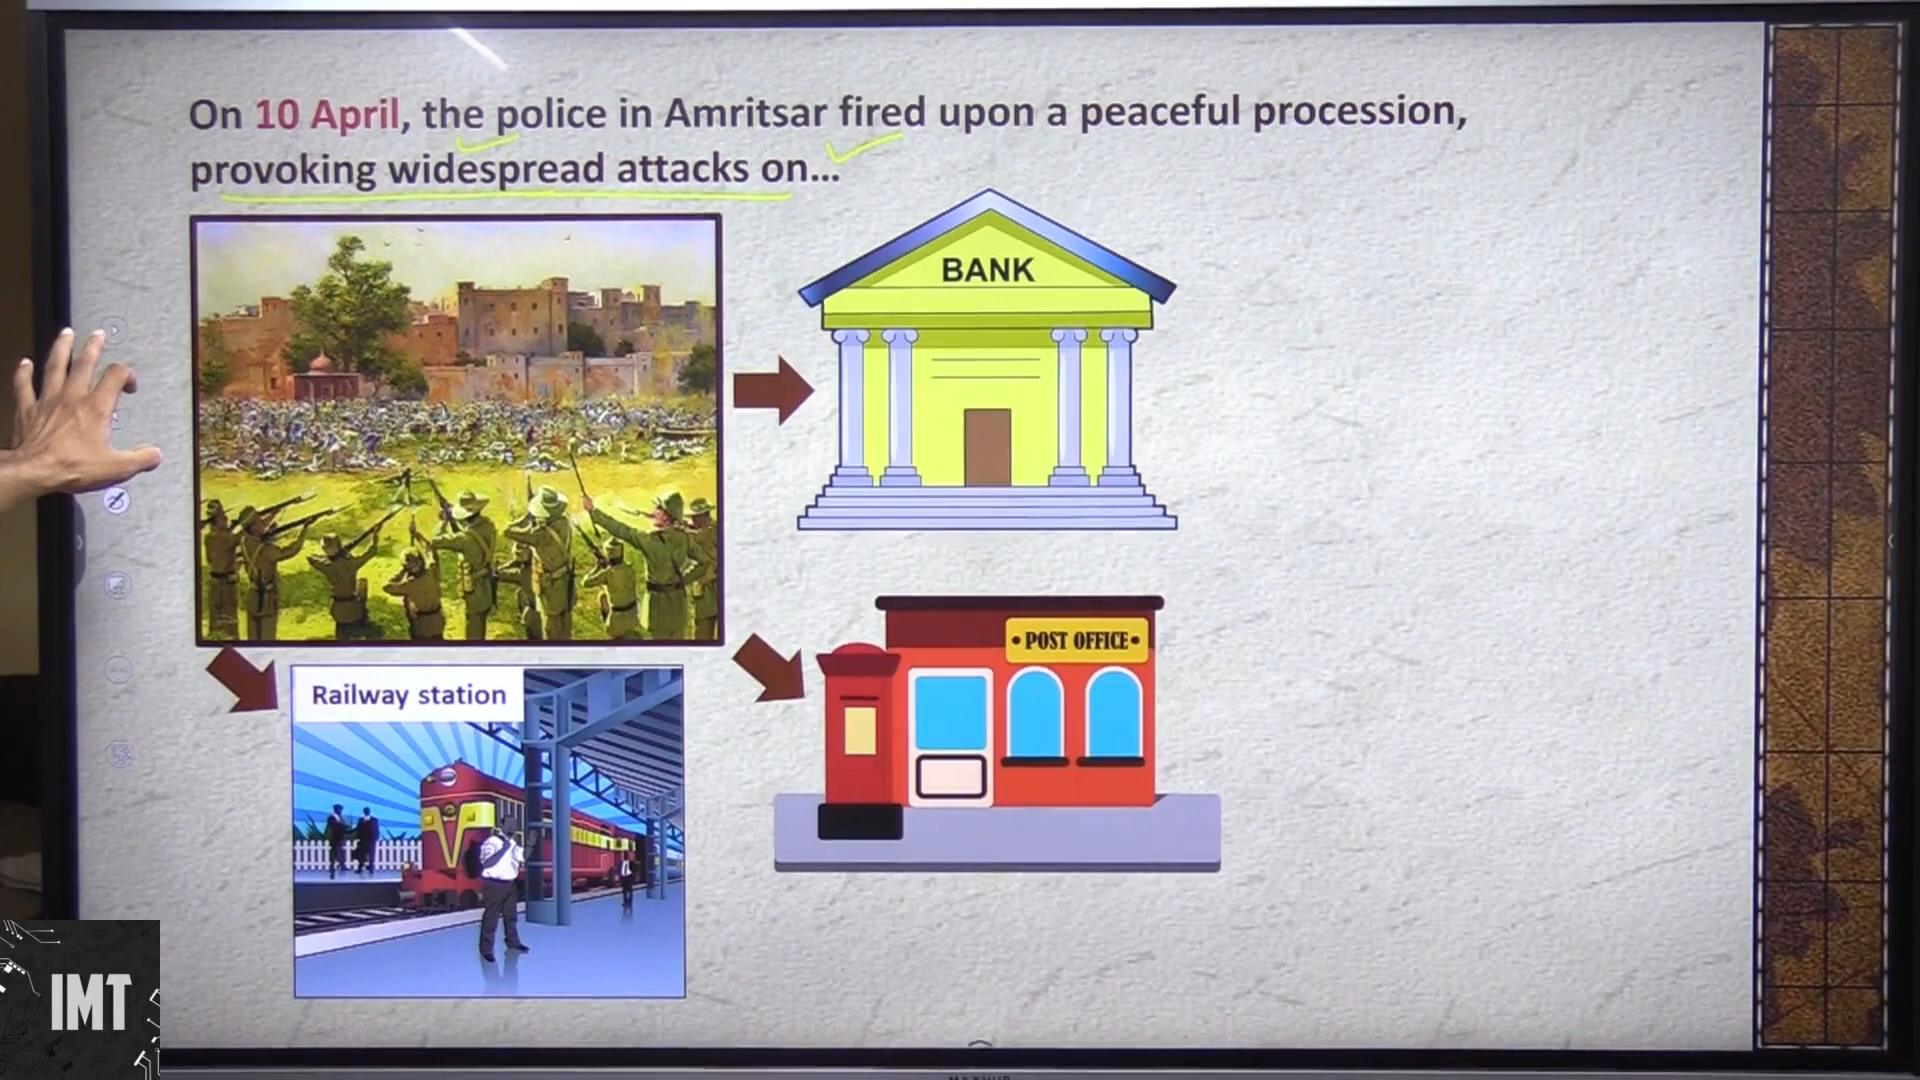 On 10 April, the police in Amritsar fired upon a peaceful procession,
provoking widespread attacks on...
BANK
• POST OFFICE •
Railway station
IMT